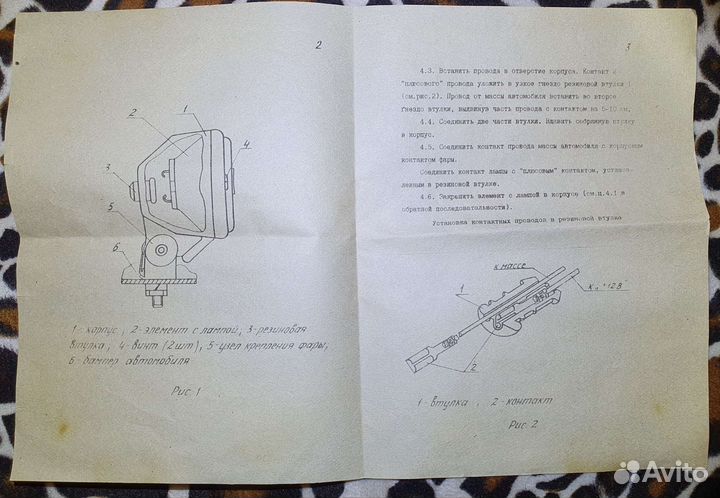 2
1
2
3
4
5
6
1 - корпус, 2 - элемент с лампой, 3 - резиновая
втулка, 4 - винт (2 шт), 5 - узел крепления фары,
6 - бампер автомобиля
Рис. 1
3
4.3. Вставить провода в отверстие корпуса. Контакт с
"плюсового" провода уложить в узкое гнездо резиновой втулки
(см.рис.2). Провод от массы автомобиля вставить во второе
гнездо втулки, выдвинув часть провода с контактом на 5-10 мм.
4.4. Соединить две части втулки. Вдавить собранную втулку
в корпус.
4.5. Соединить контакт провода массы автомобиля с корпусным
контактом фары.
Соединить контакт лампы с "плюсовым" контактом, установ-
ленным в резиновой втулке.
4.6. Закрепить элемент с лампой в корпусе (см.п.4.1 в
обратной последовательности).
Установка контактных проводов в резиновой втулке
к массе
К +12 В
1
2
1 - втулка, 2 - контакт
Рис. 2
Avito